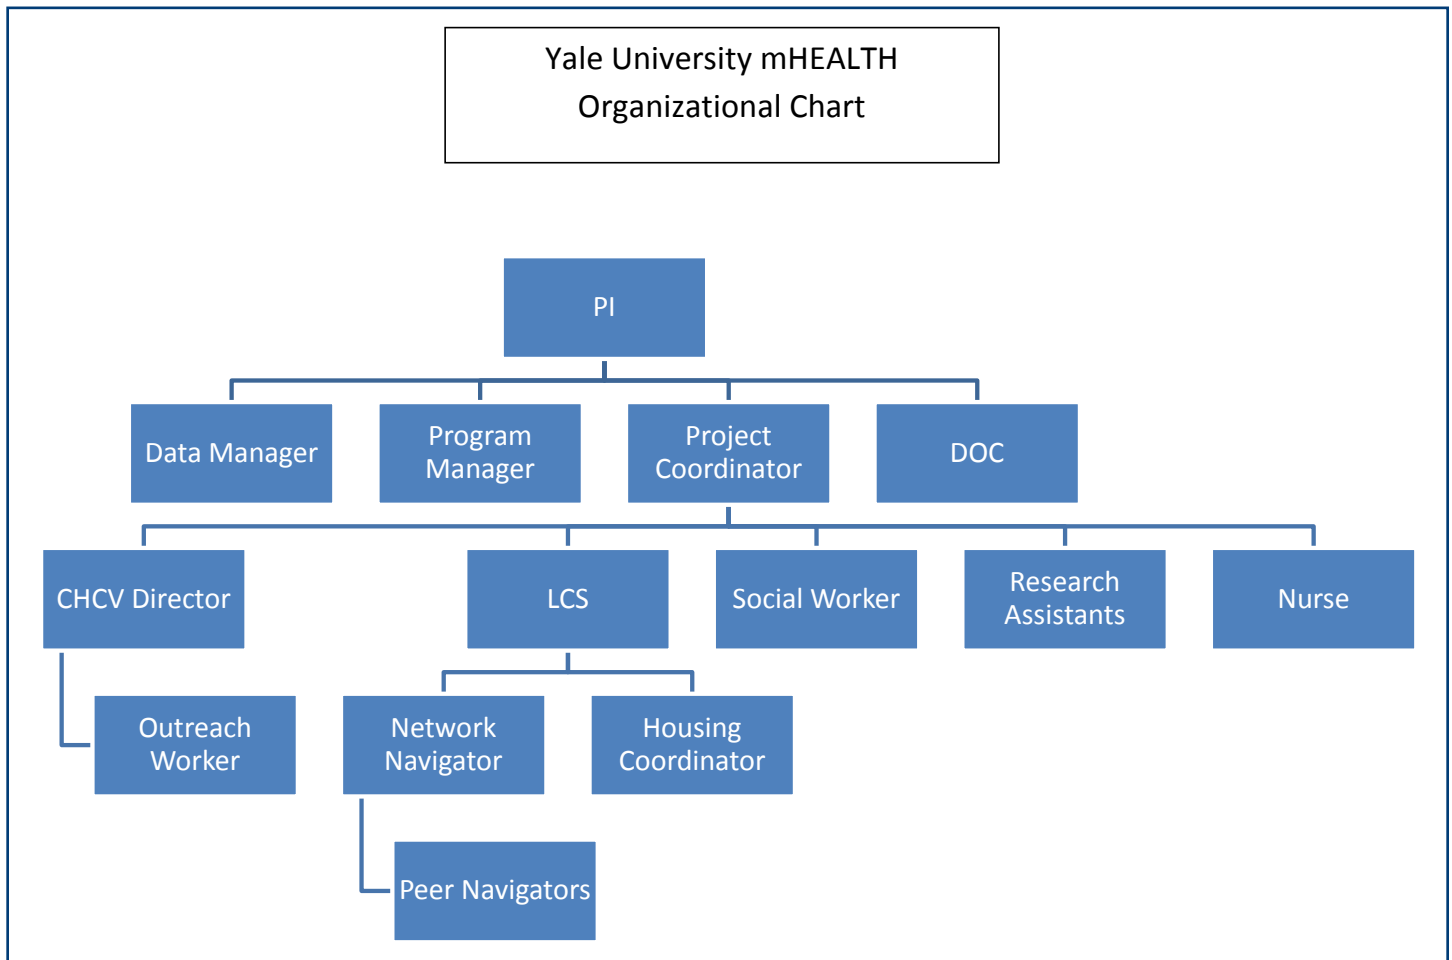 Yale University mHEALTH
Organizational Chart
PI
Data Manager
Program
Manager
Project
Coordinator
DOC
CHCV Director
LCS
Social Worker
Research
Assistants
Nurse
Outreach
Worker
Network
Navigator
Housing
Coordinator
Peer Navigators